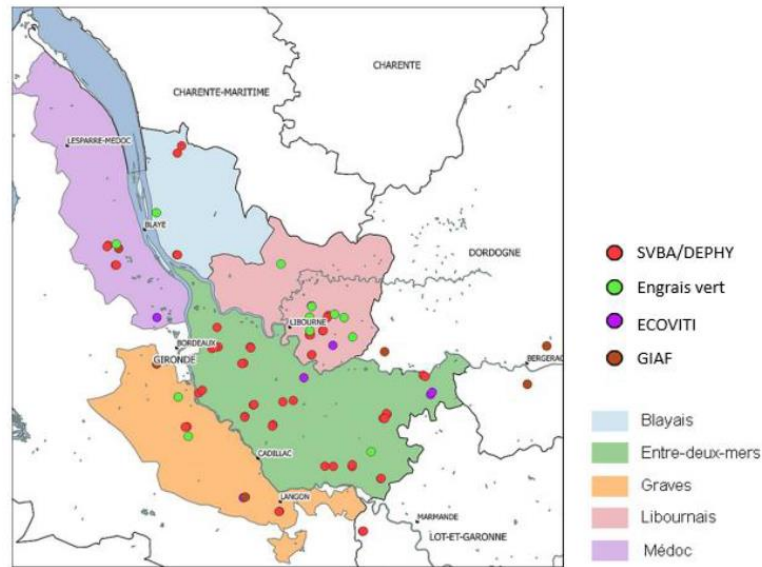 CHARENTE
CHARENTE-MARITIME
LESPARRE-MEDOC
BLAYE
DORDOGNE
LIBOURNE
BORDEAUX
GIRONDE
BERGERAC
CADILLAC
LANGON
MARMANDE
LOT-ET-GARONNE
SVBA/DEPHY
Engrais vert
ECOVITI
GIAF
Blayais
Entre-deux-mers
Graves
Libournais
Médoc